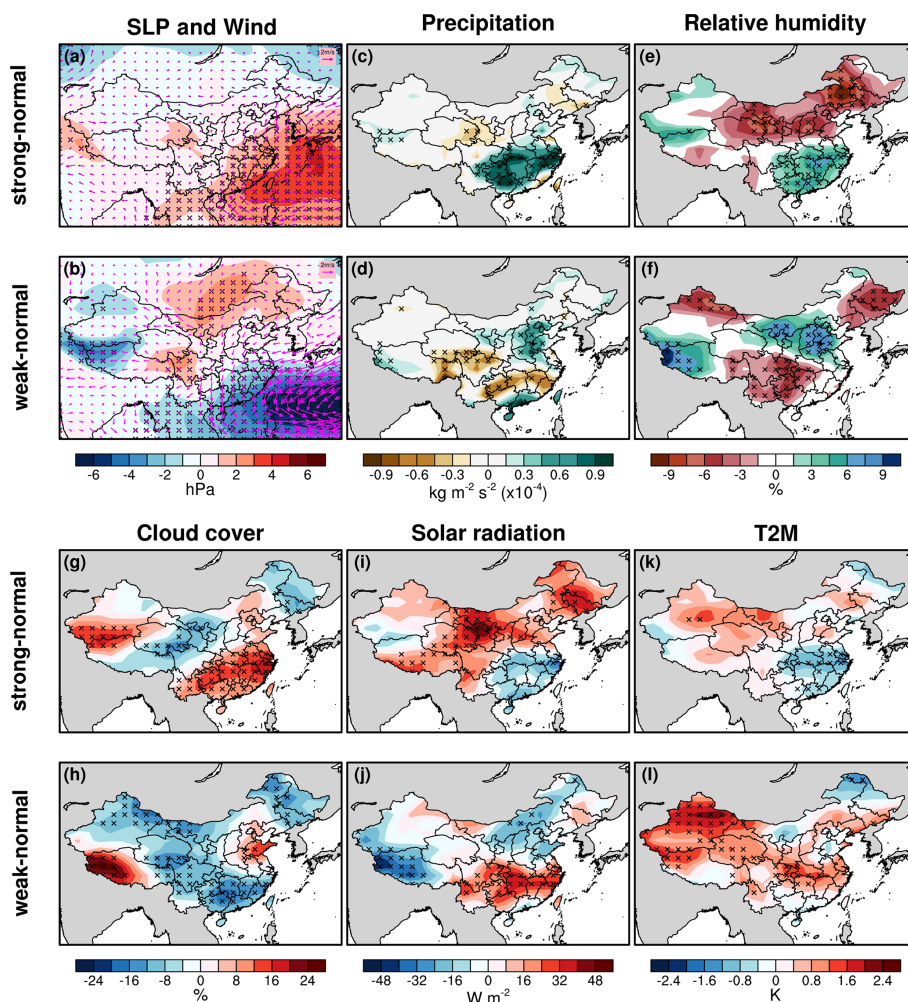 SLP and Wind Precipitation Relative humidity
strong-normal
(a) 2m/s (c) (e)
weak-normal
(b) 2m/s (d) (f)
-6 -4 -2 0 2 4 6
hPa
-0.9 -0.6 -0.3 0 0.3 0.6 0.9
kg m⁻² s⁻² (x10⁻⁴)
-9 -6 -3 0 3 6 9
%
Cloud cover Solar radiation T2M
strong-normal
(g) (i) (k)
weak-normal
(h) (j) (l)
-24 -16 -8 0 8 16 24
%
-48 -32 -16 0 16 32 48
W m⁻²
-2.4 -1.6 -0.8 0 0.8 1.6 2.4
K